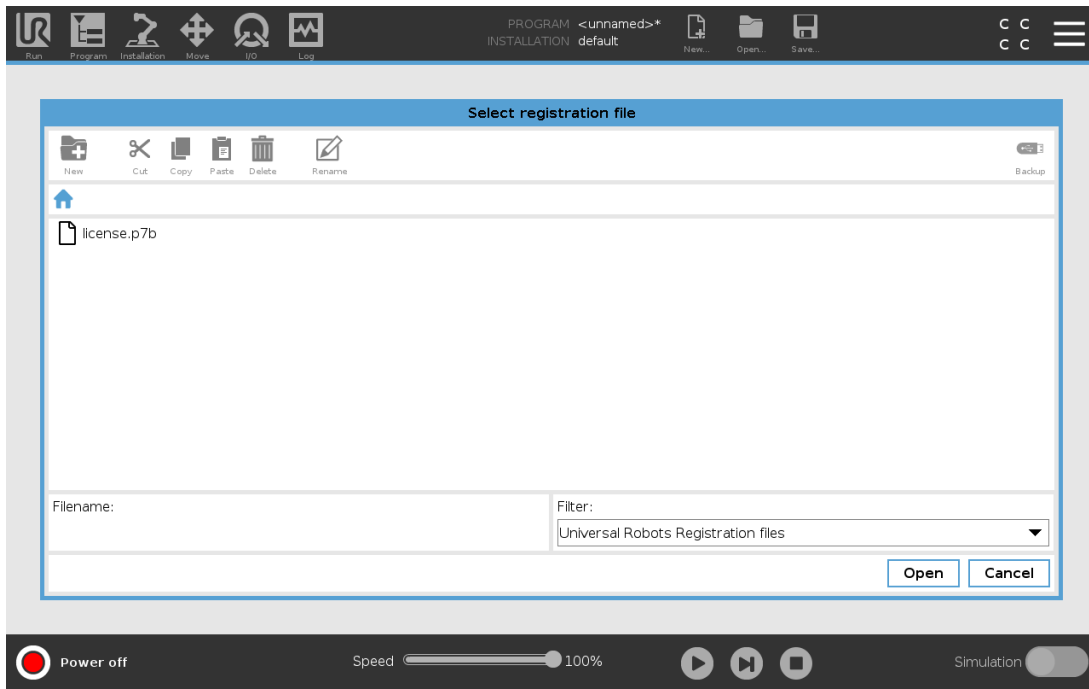 UR
PROGRAM <unnamed>*
INSTALLATION default
C C
C C
Run Program Installation Move I/O Log New... Open... Save...
Select registration file
New Cut Copy Paste Delete Rename Backup
license.p7b
Filename:
Filter:
Universal Robots Registration files
Open Cancel
Power off Speed 100% Simulation